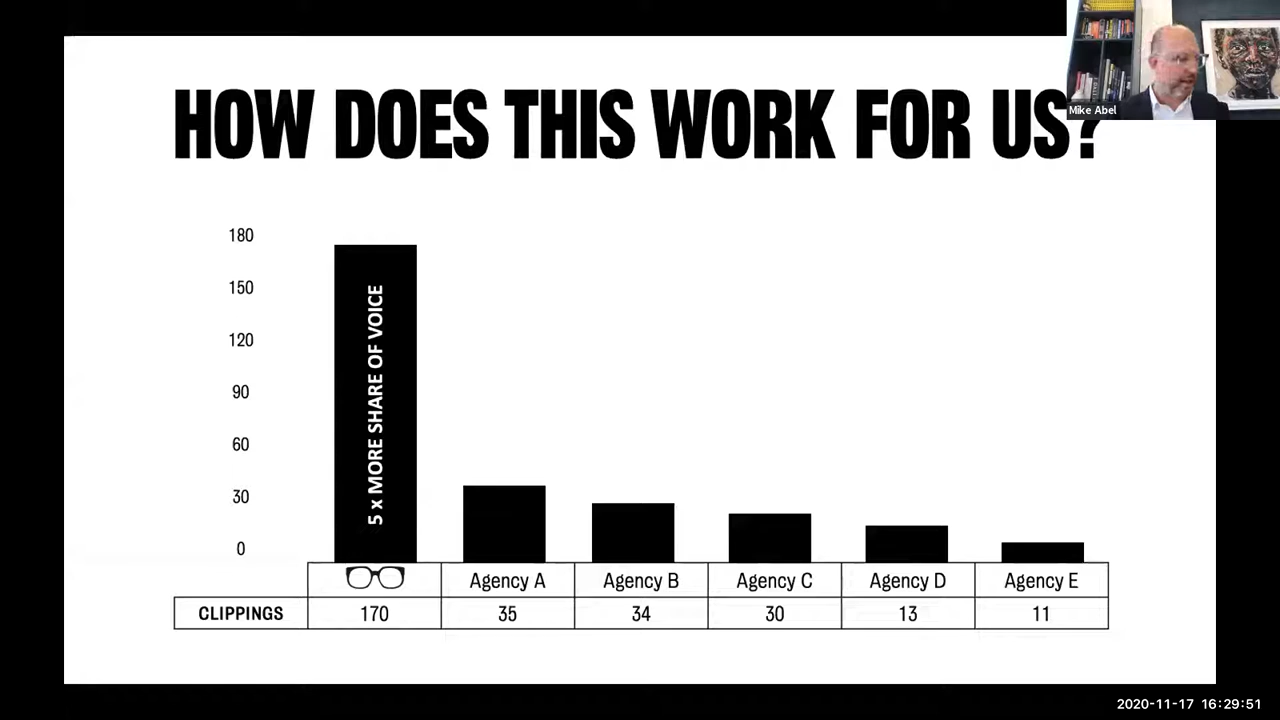 HOW DOES THIS WORK FOR US?
Mike Abel
180
150
120
90
60
30
0
5 x MORE SHARE OF VOICE
Agency A Agency B Agency C Agency D Agency E
CLIPPINGS 170 35 34 30 13 11
2020-11-17 16:29:51